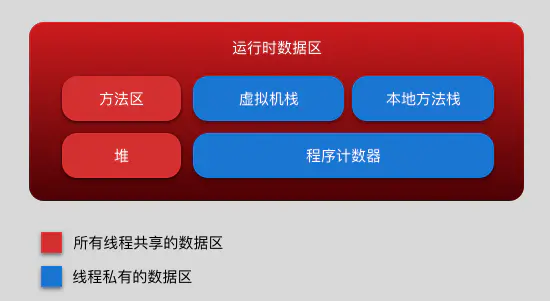 运行时数据区
方法区 虚拟机栈 本地方法栈
堆 程序计数器
所有线程共享的数据区
线程私有的数据区